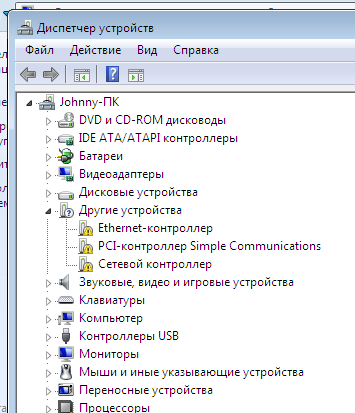 Диспетчер устройств
Файл Действие Вид Справка
Johnny-ПК
DVD и CD-ROM дисководы
IDE ATA/ATAPI контроллеры
Батареи
Видеоадаптеры
Дисковые устройства
Другие устройства
Ethernet-контроллер
PCI-контроллер Simple Communications
Сетевой контроллер
Звуковые, видео и игровые устройства
Клавиатуры
Компьютер
Контроллеры USB
Мониторы
Мыши и иные указывающие устройства
Переносные устройства
Процессоры